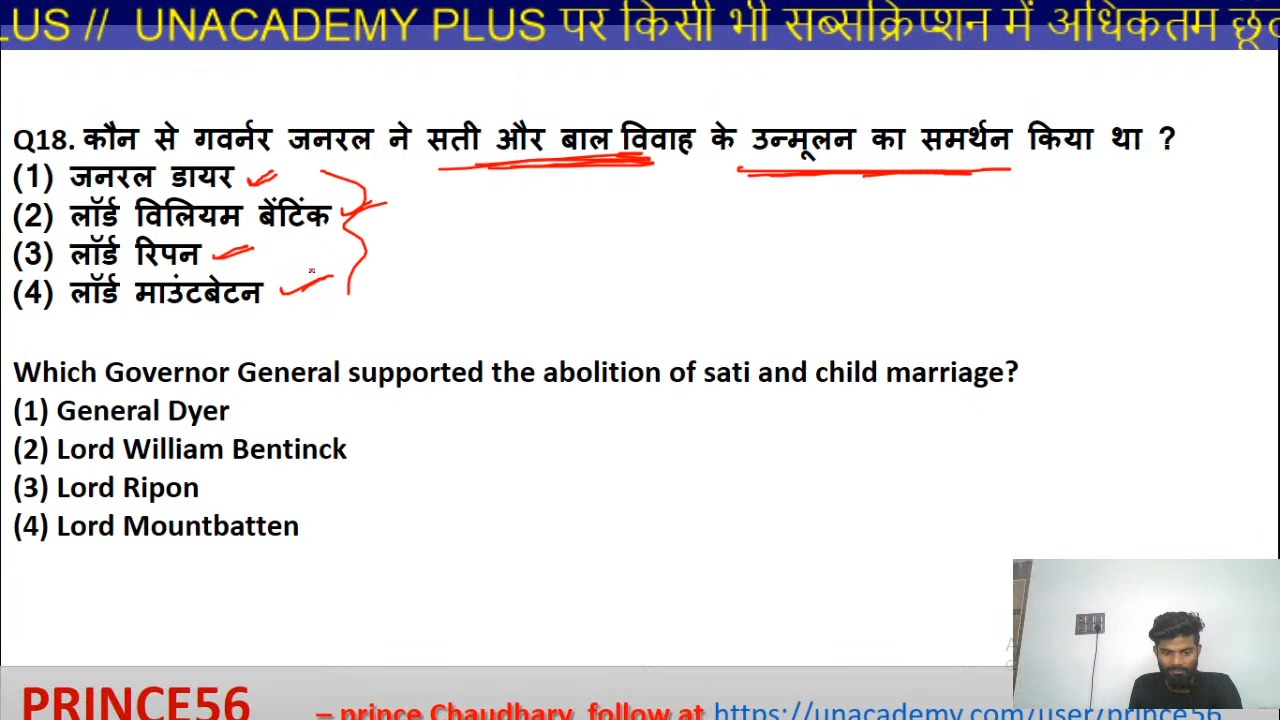 LUS // UNACADEMY PLUS पर किसी भी सब्सक्रिप्शन में अधिकतम छूट
Q18. कौन से गवर्नर जनरल ने सती और बाल विवाह के उन्मूलन का समर्थन किया था ?
(1) जनरल डायर
(2) लॉर्ड विलियम बेंटिंक
(3) लॉर्ड रिपन
(4) लॉर्ड माउंटबेटन
Which Governor General supported the abolition of sati and child marriage?
(1) General Dyer
(2) Lord William Bentinck
(3) Lord Ripon
(4) Lord Mountbatten
PRINCE56 – prince Chaudhary follow at https://unacademy.com/user/prince56